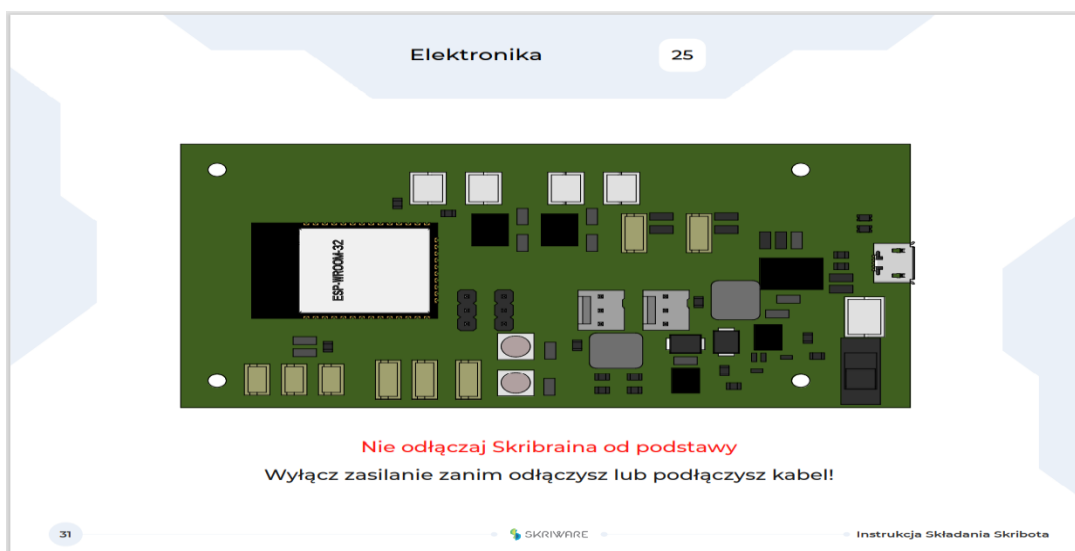 Elektronika
25
ESP-WROOM-32
Nie odłączaj Skribraina od podstawy
Wyłącz zasilanie zanim odłączysz lub podłączysz kabel!
31
SKRIWARE
Instrukcja Składania Skribota